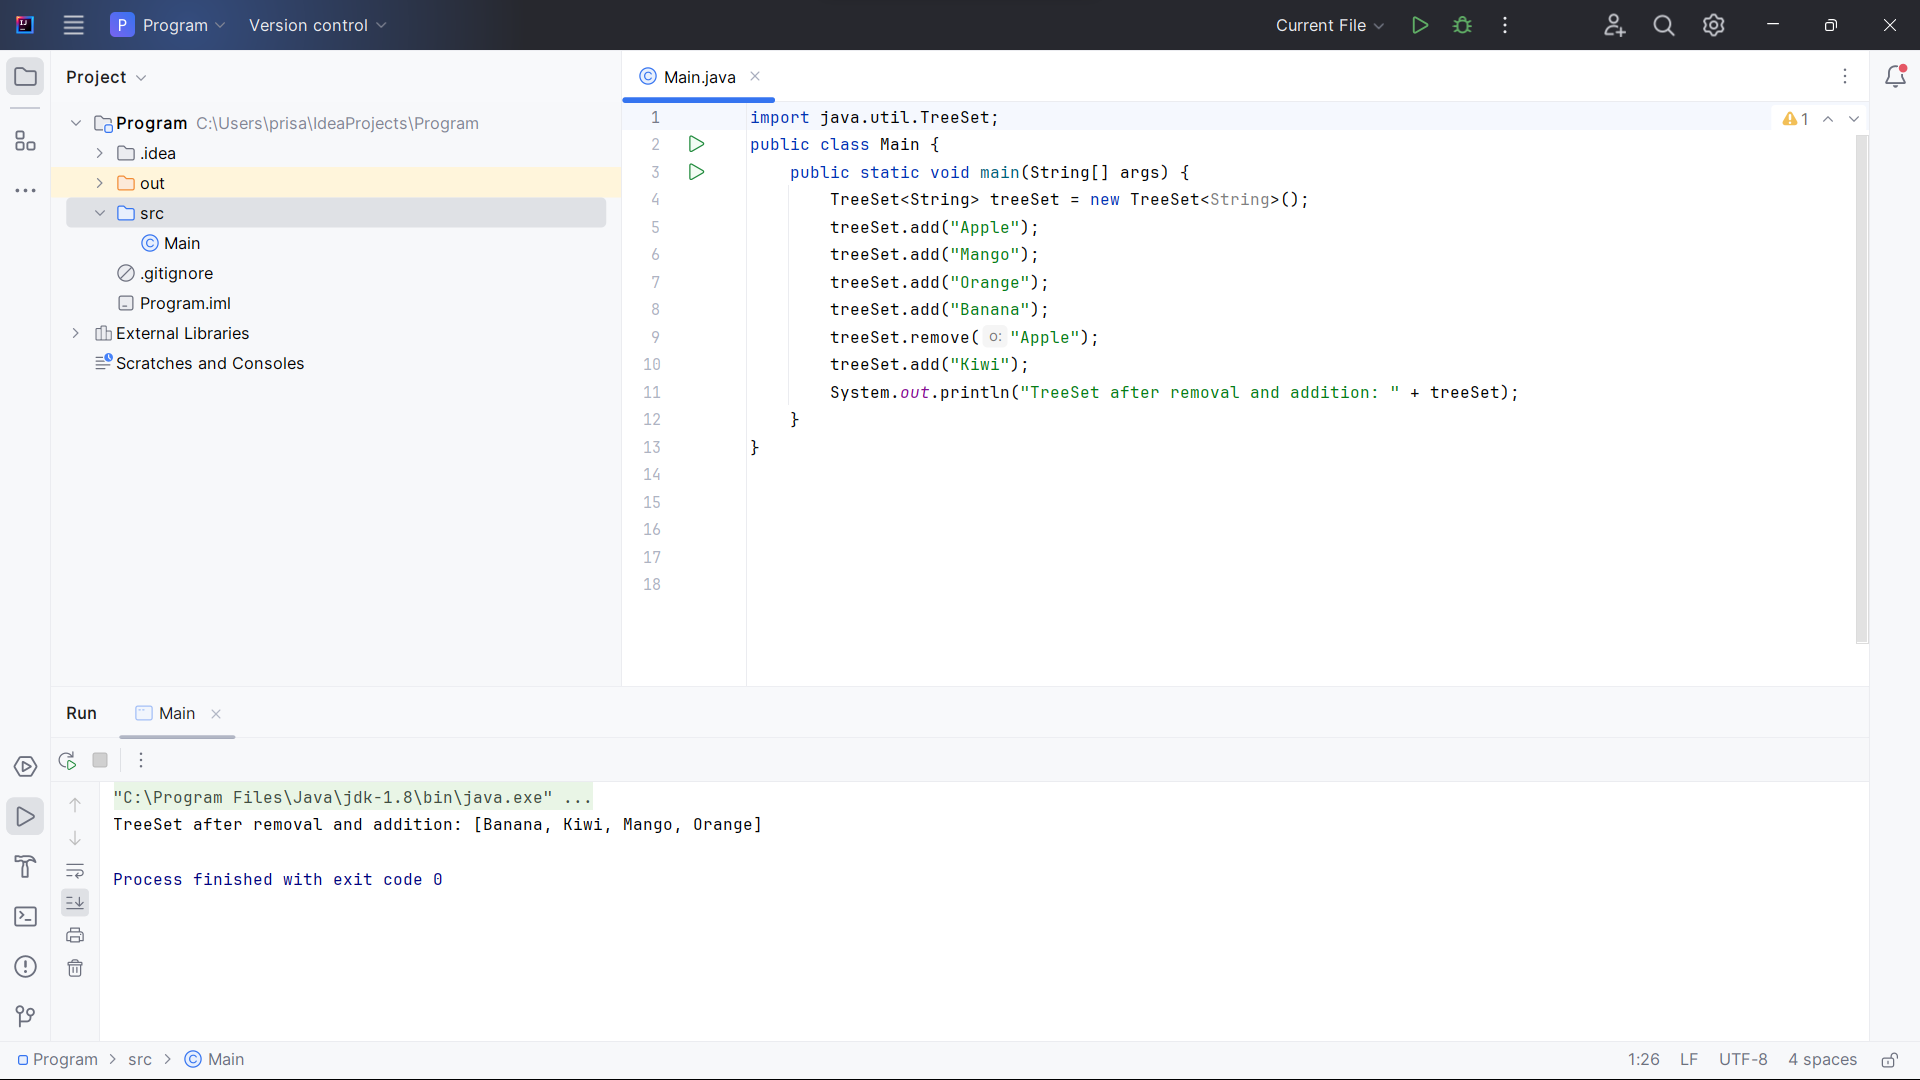 P Program Version control Current File
Project
Main.java
Program C:\Users\prisa\IdeaProjects\Program
.idea
out
src
Main
.gitignore
Program.iml
External Libraries
Scratches and Consoles
1 import java.util.TreeSet;
2 public class Main {
3 public static void main(String[] args) {
4 TreeSet<String> treeSet = new TreeSet<String>();
5 treeSet.add("Apple");
6 treeSet.add("Mango");
7 treeSet.add("Orange");
8 treeSet.add("Banana");
9 treeSet.remove( o: "Apple");
10 treeSet.add("Kiwi");
11 System.out.println("TreeSet after removal and addition: " + treeSet);
12 }
13 }
14
15
16
17
18
1
Run Main
"C:\Program Files\Java\jdk-1.8\bin\java.exe" ...
TreeSet after removal and addition: [Banana, Kiwi, Mango, Orange]
Process finished with exit code 0
Program > src > Main 1:26 LF UTF-8 4 spaces